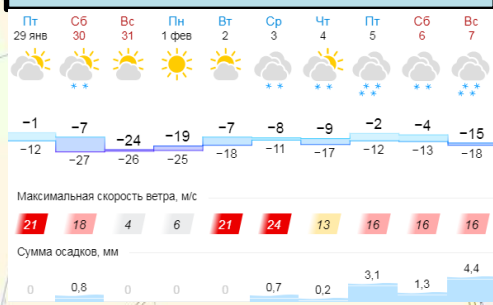 Пт Сб Вс Пн Вт Ср Чт Пт Сб Вс
29 янв 30 31 1 фев 2 3 4 5 6 7
−1 −7 −24 −19 −7 −8 −9 −2 −4 −15
−12 −27 −26 −25 −18 −11 −17 −12 −13 −18
Максимальная скорость ветра, м/с
21 18 4 6 21 24 13 16 16 16
Сумма осадков, мм
0 0,8 0 0 0 0,7 0,2 3,1 1,3 4,4